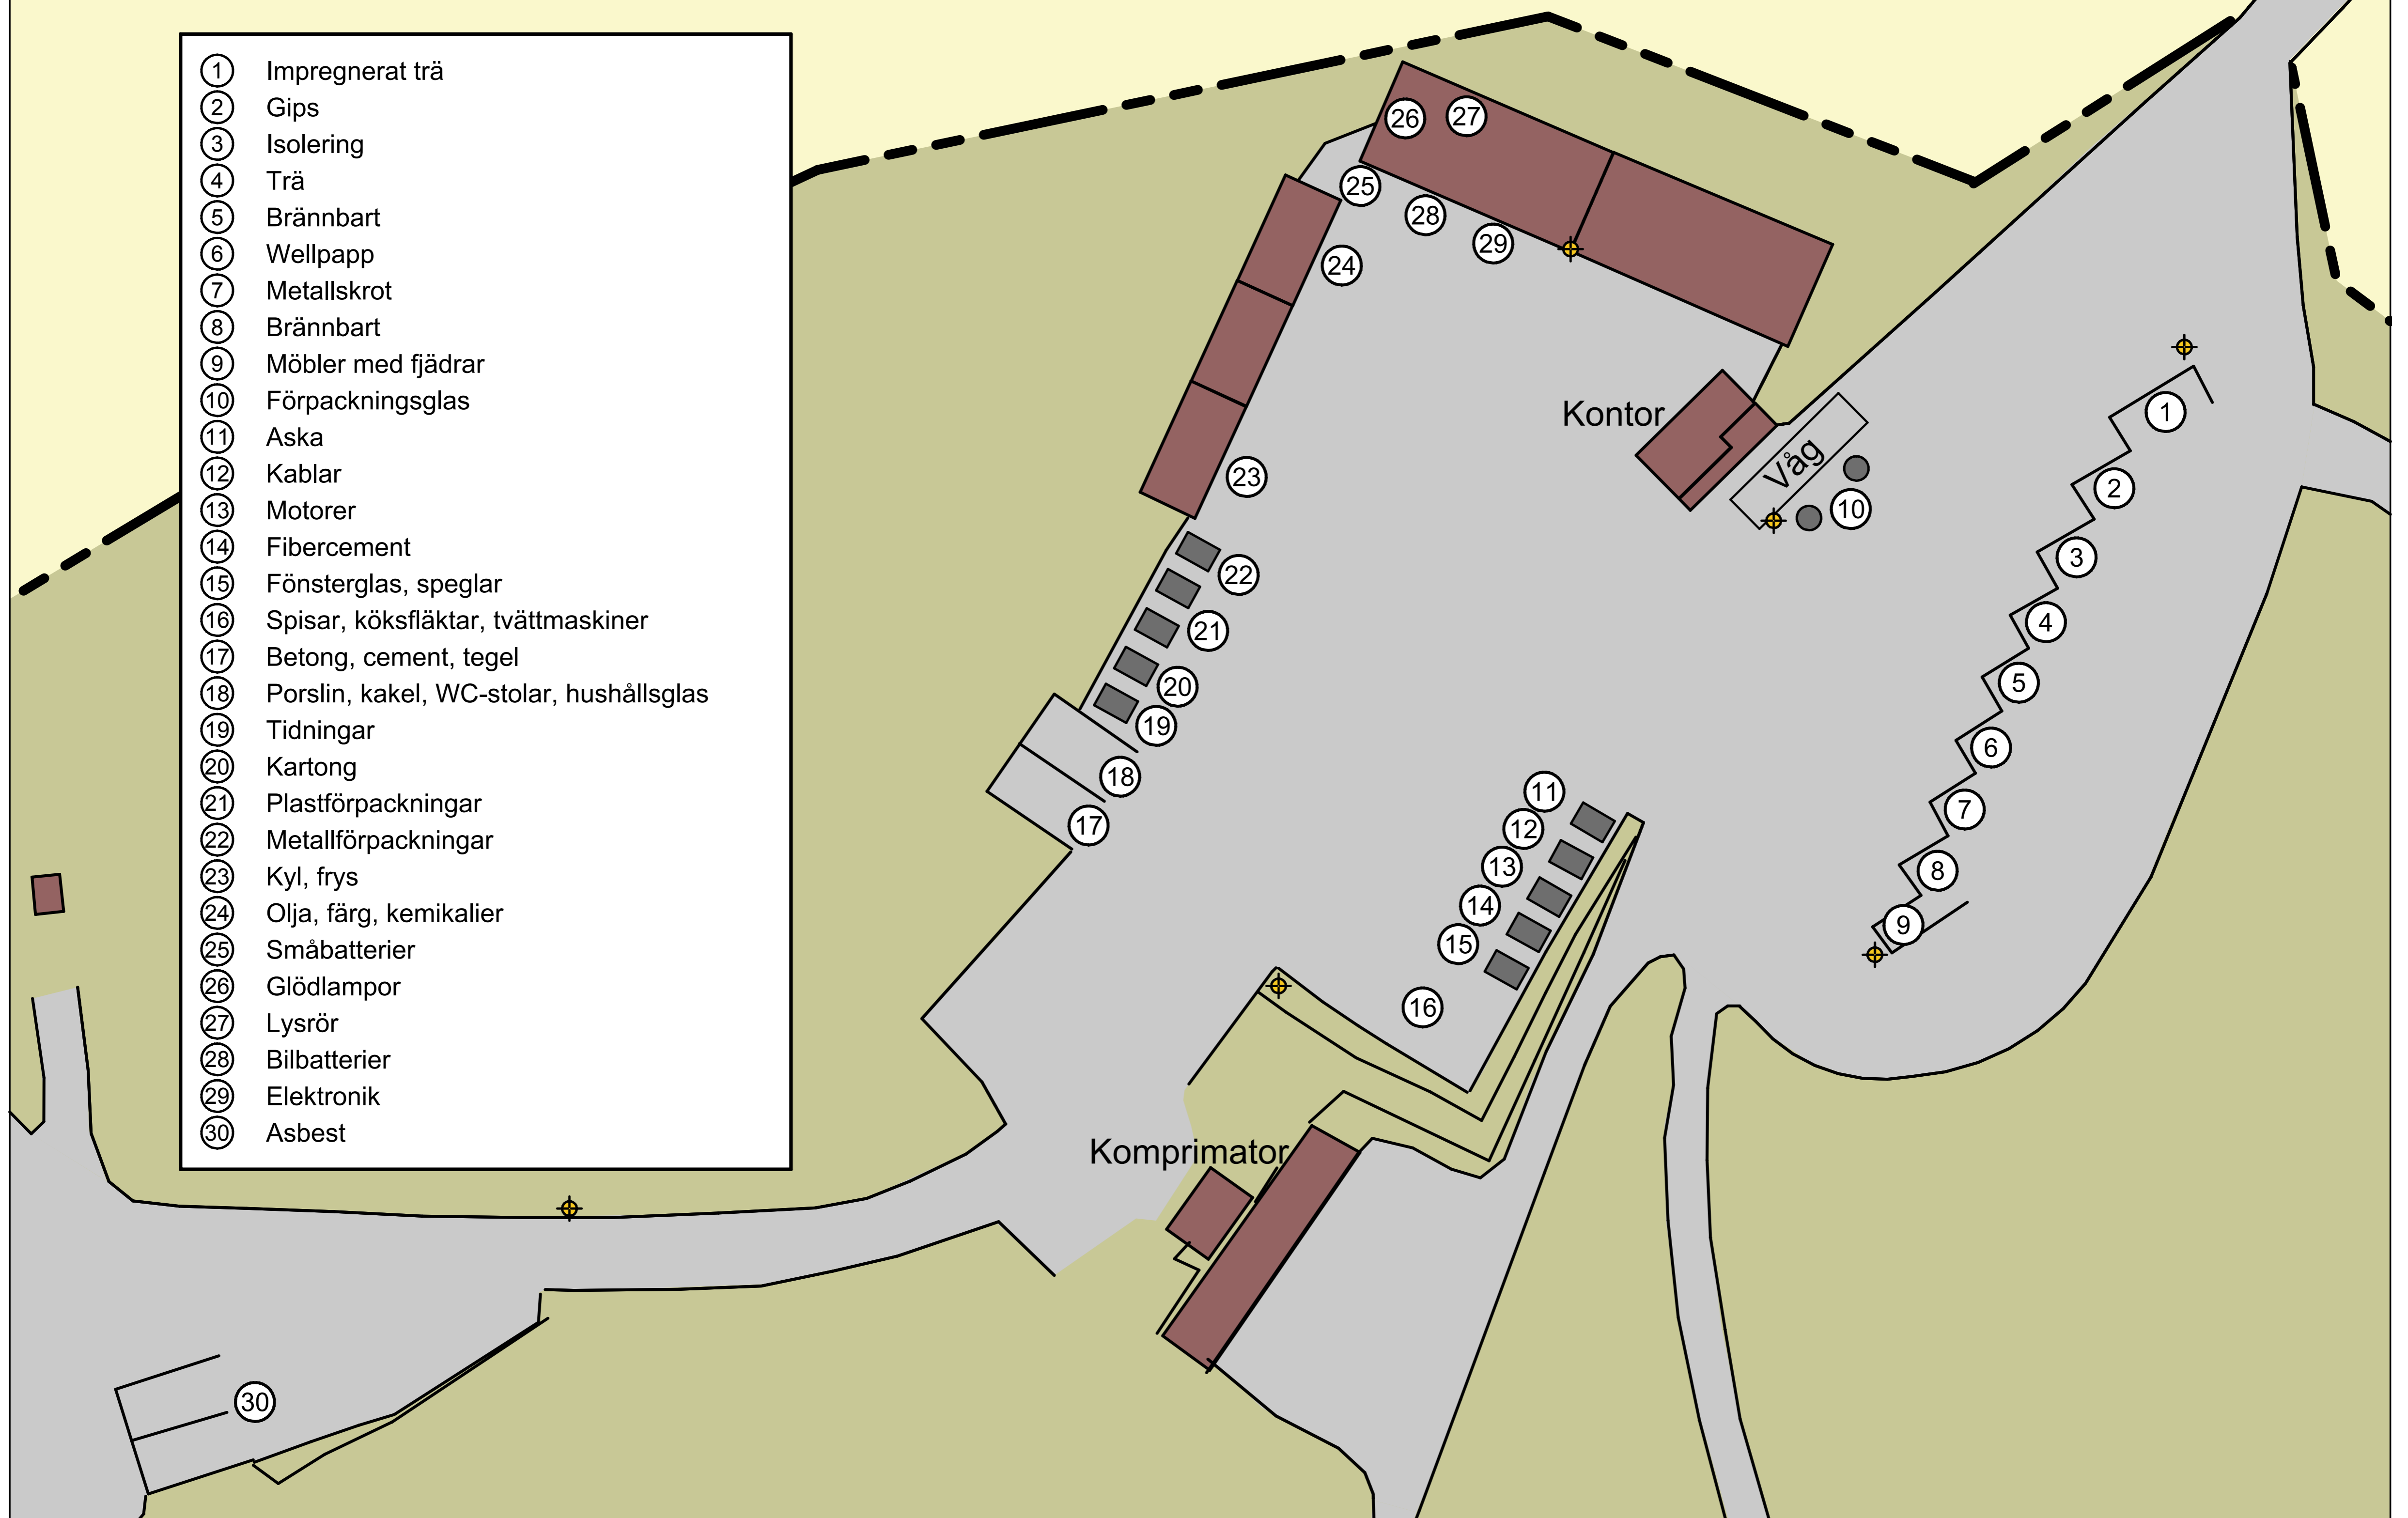 1 Impregnerat trä
2 Gips
3 Isolering
4 Trä
5 Brännbart
6 Wellpapp
7 Metallskrot
8 Brännbart
9 Möbler med fjädrar
10 Förpackningsglas
11 Aska
12 Kablar
13 Motorer
14 Fibercement
15 Fönsterglas, speglar
16 Spisar, köksfläktar, tvättmaskiner
17 Betong, cement, tegel
18 Porslin, kakel, WC-stolar, hushållsglas
19 Tidningar
20 Kartong
21 Plastförpackningar
22 Metallförpackningar
23 Kyl, frys
24 Olja, färg, kemikalier
25 Småbatterier
26 Glödlampor
27 Lysrör
28 Bilbatterier
29 Elektronik
30 Asbest
26
27
25
28
29
24
Kontor
1
Våg
23
2
10
3
22
4
21
5
20
19
6
18
11
7
17
12
13
8
14
9
15
16
Komprimator
30